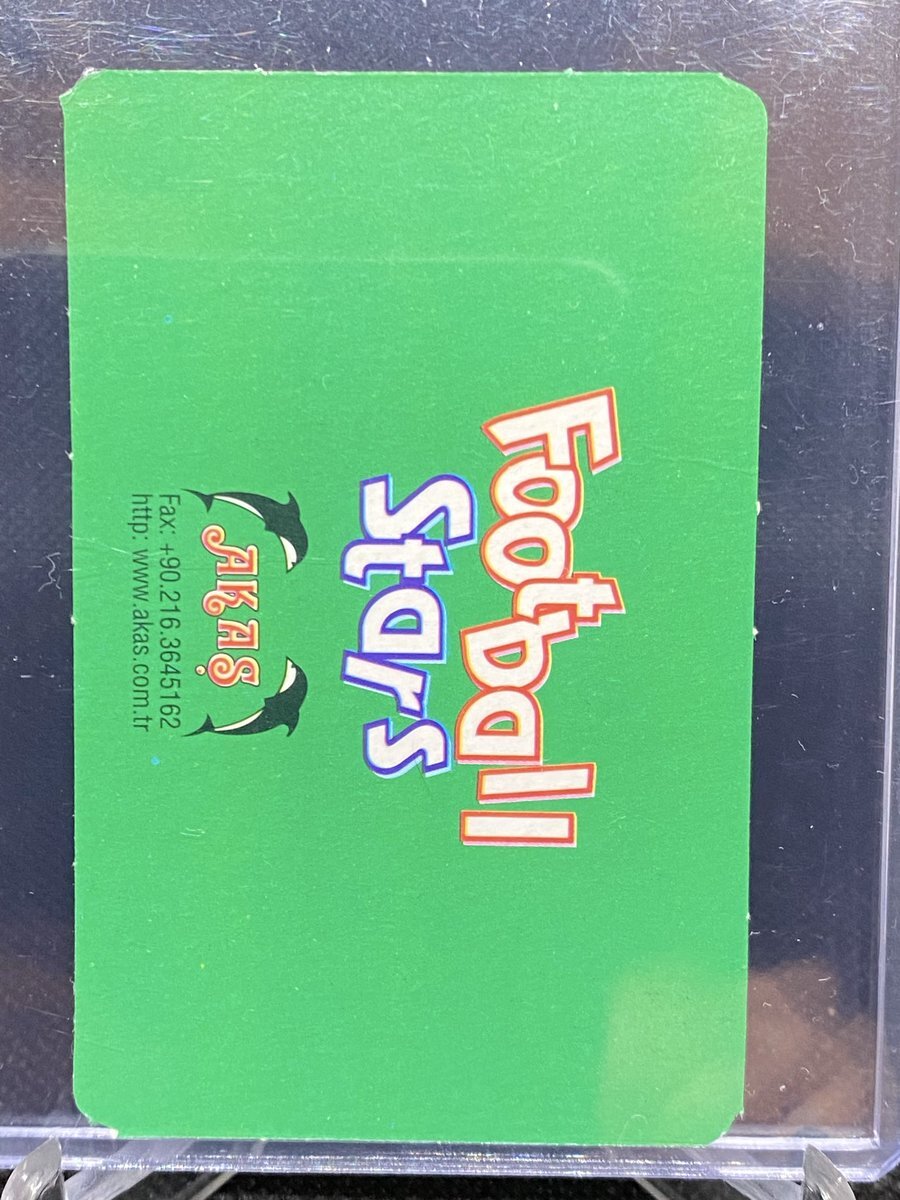 Football
Stars
AKAŞ
Fax: +90.216.3645162
http: www.akas.com.tr